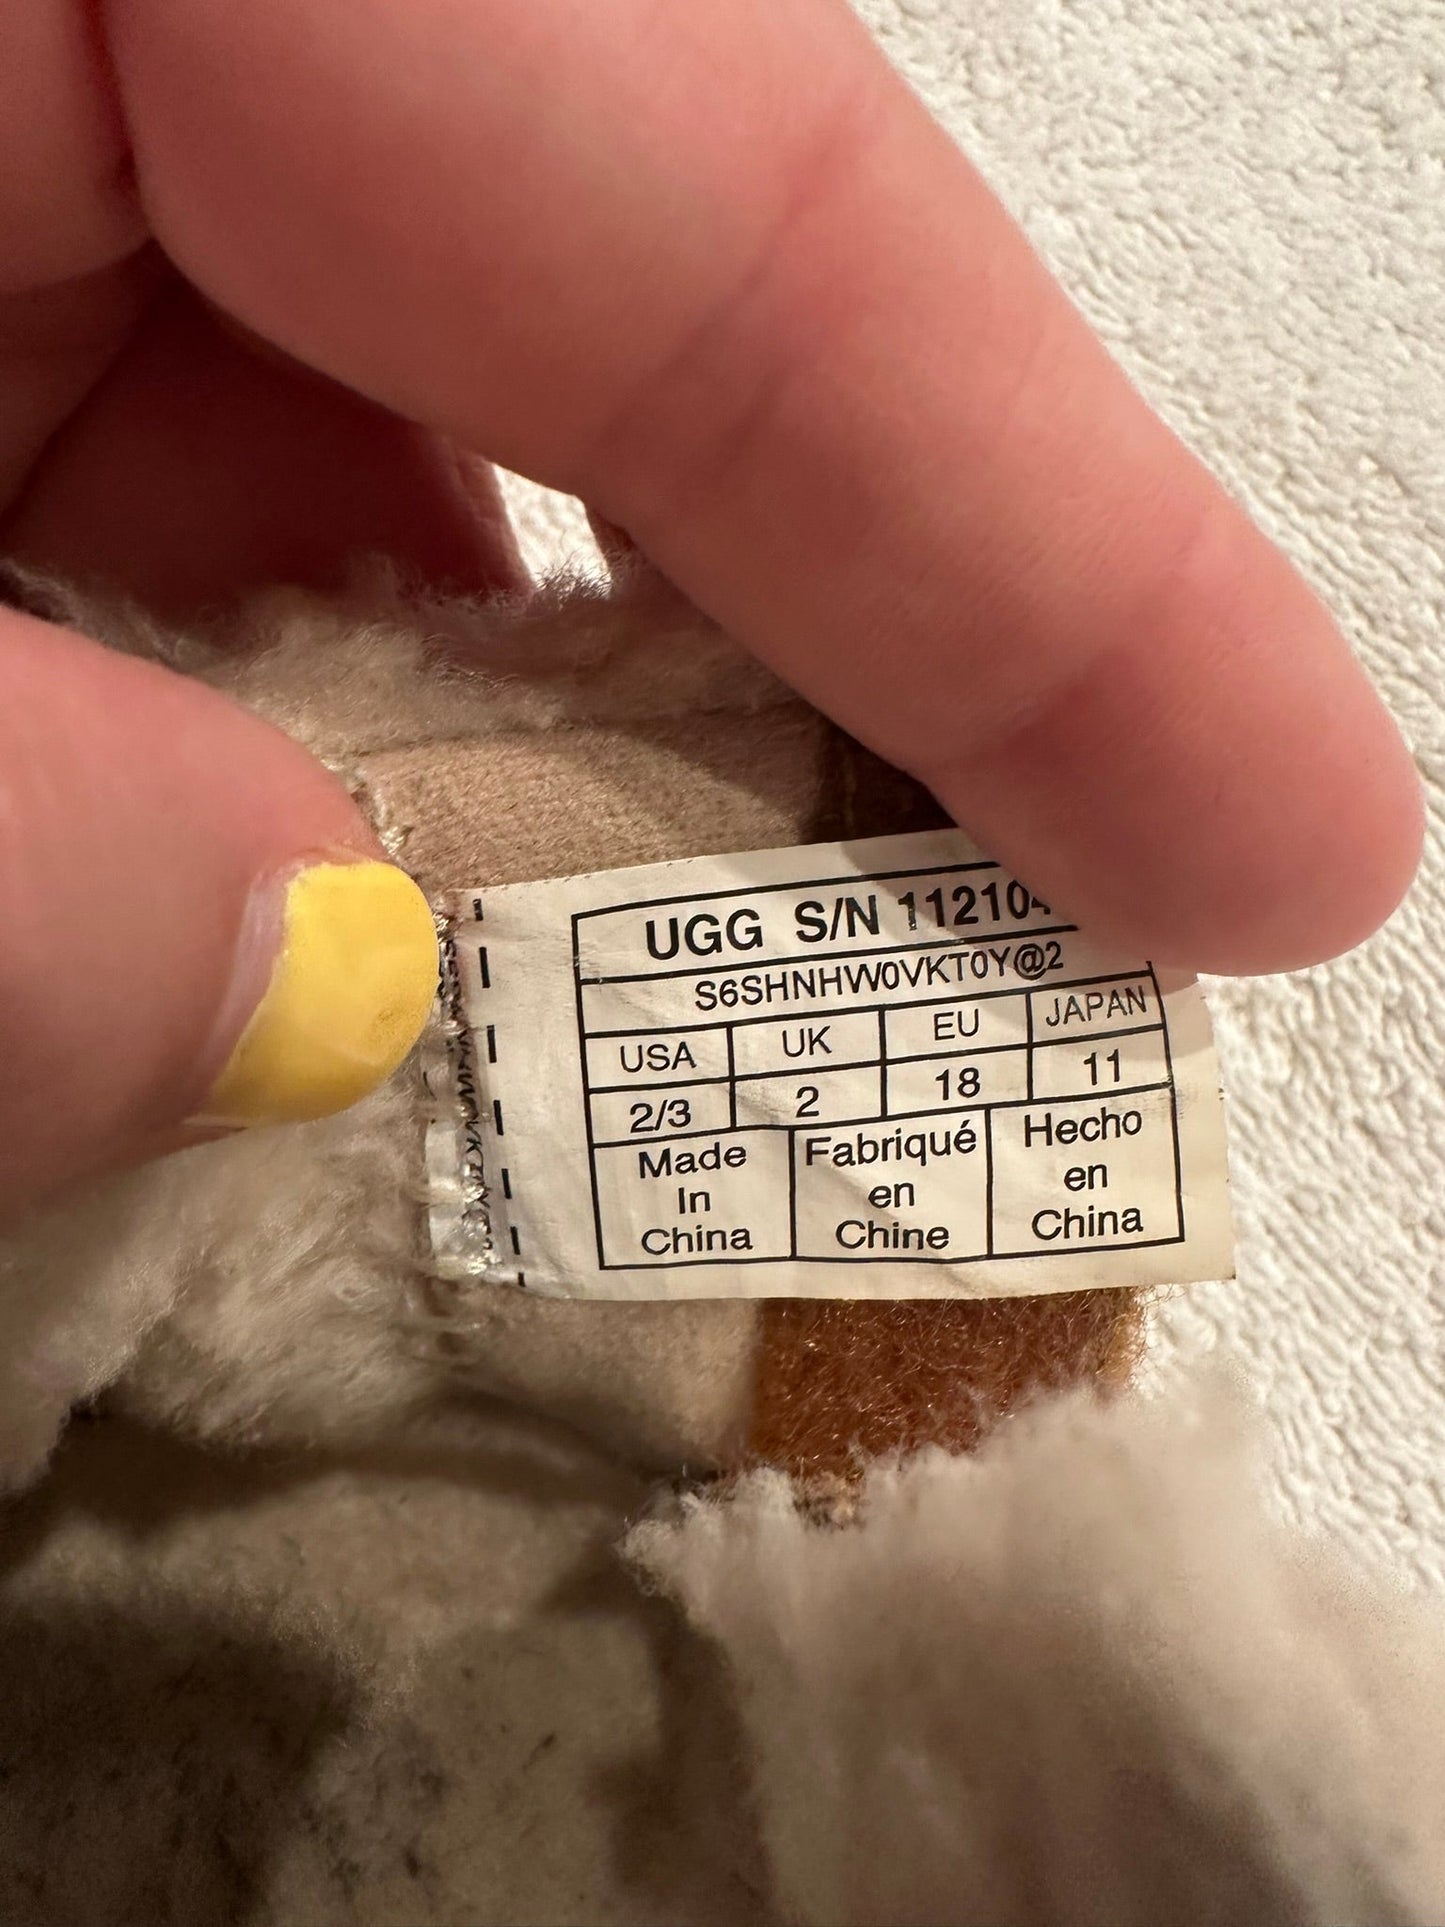 UGG S/N 112104
S6SHNHW0VKT0Y@2
USA UK EU JAPAN
2/3 2 18 11
Made Fabriqué Hecho
In en en
China Chine China